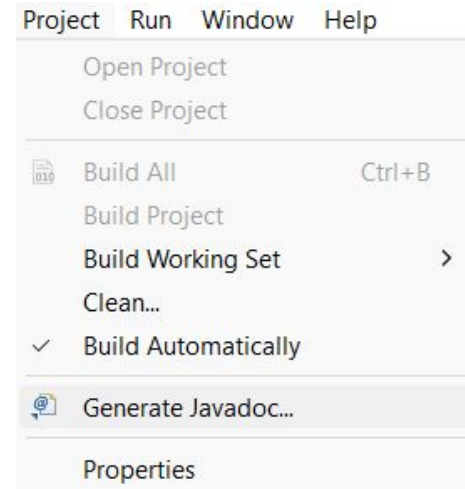 Project Run Window Help
Open Project
Close Project
010
Build All Ctrl+B
Build Project
Build Working Set >
Clean...
✓ Build Automatically
@ Generate Javadoc...
Properties